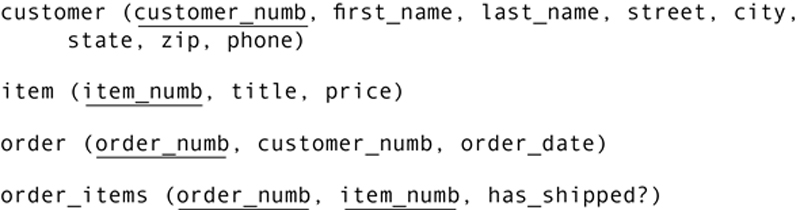 customer (customer_numb, first_name, last_name, street, city,
state, zip, phone)
item (item_numb, title, price)
order (order_numb, customer_numb, order_date)
order_items (order_numb, item_numb, has_shipped?)